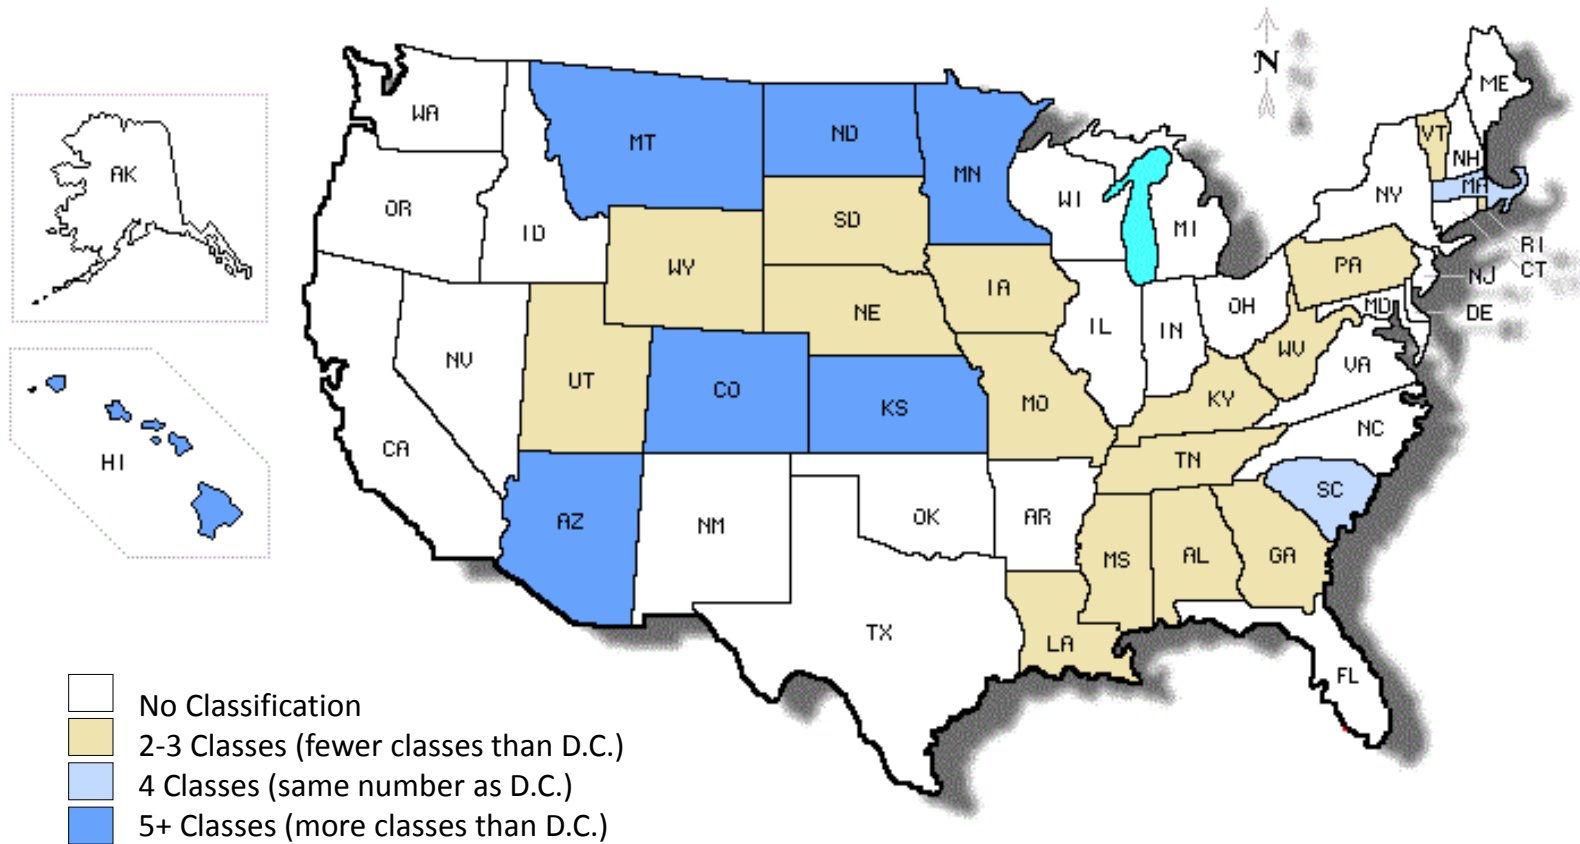 N
ME
WA
MT
ND
VT
AK
MN
NH
OR
WI
NY
MA
ID
SD
MI
RI
WY
PA
CT
NJ
IA
NE
MD
DE
OH
IL
IN
NV
WV
VA
UT
CO
KS
MO
KY
NC
CA
HI
TN
SC
AZ
NM
OK
AR
MS
AL
GA
TX
LA
FL
No Classification
2-3 Classes (fewer classes than D.C.)
4 Classes (same number as D.C.)
5+ Classes (more classes than D.C.)